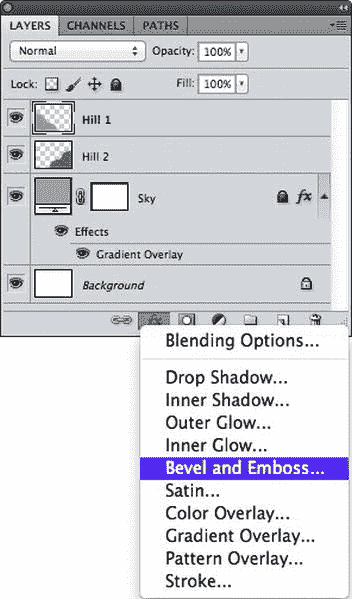 LAYERS CHANNELS PATHS
Normal Opacity: 100%
Lock: Fill: 100%
Hill 1
Hill 2
Sky fx
Effects
Gradient Overlay
Background
fx
Blending Options...
Drop Shadow...
Inner Shadow...
Outer Glow...
Inner Glow...
Bevel and Emboss...
Satin...
Color Overlay...
Gradient Overlay...
Pattern Overlay...
Stroke...